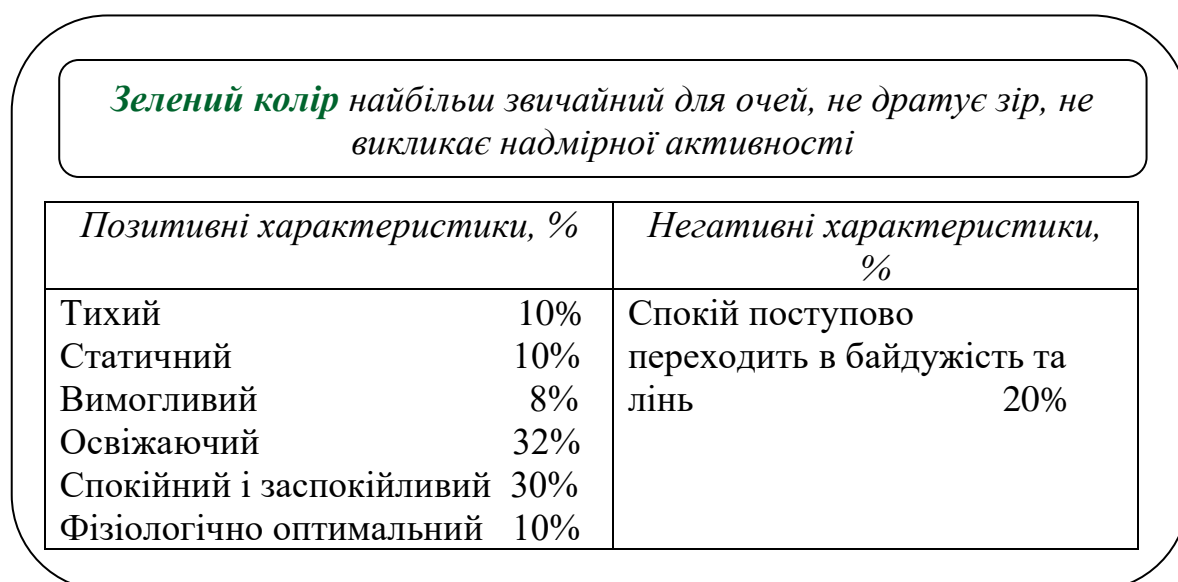 Зелений колір найбільш звичайний для очей, не дратує зір, не
викликає надмірної активності
Позитивні характеристики, %
Негативні характеристики,
%
Тихий 10%
Статичний 10%
Вимогливий 8%
Освіжаючий 32%
Спокійний і заспокійливий 30%
Фізіологічно оптимальний 10%
Спокій поступово
переходить в байдужість та
лінь 20%